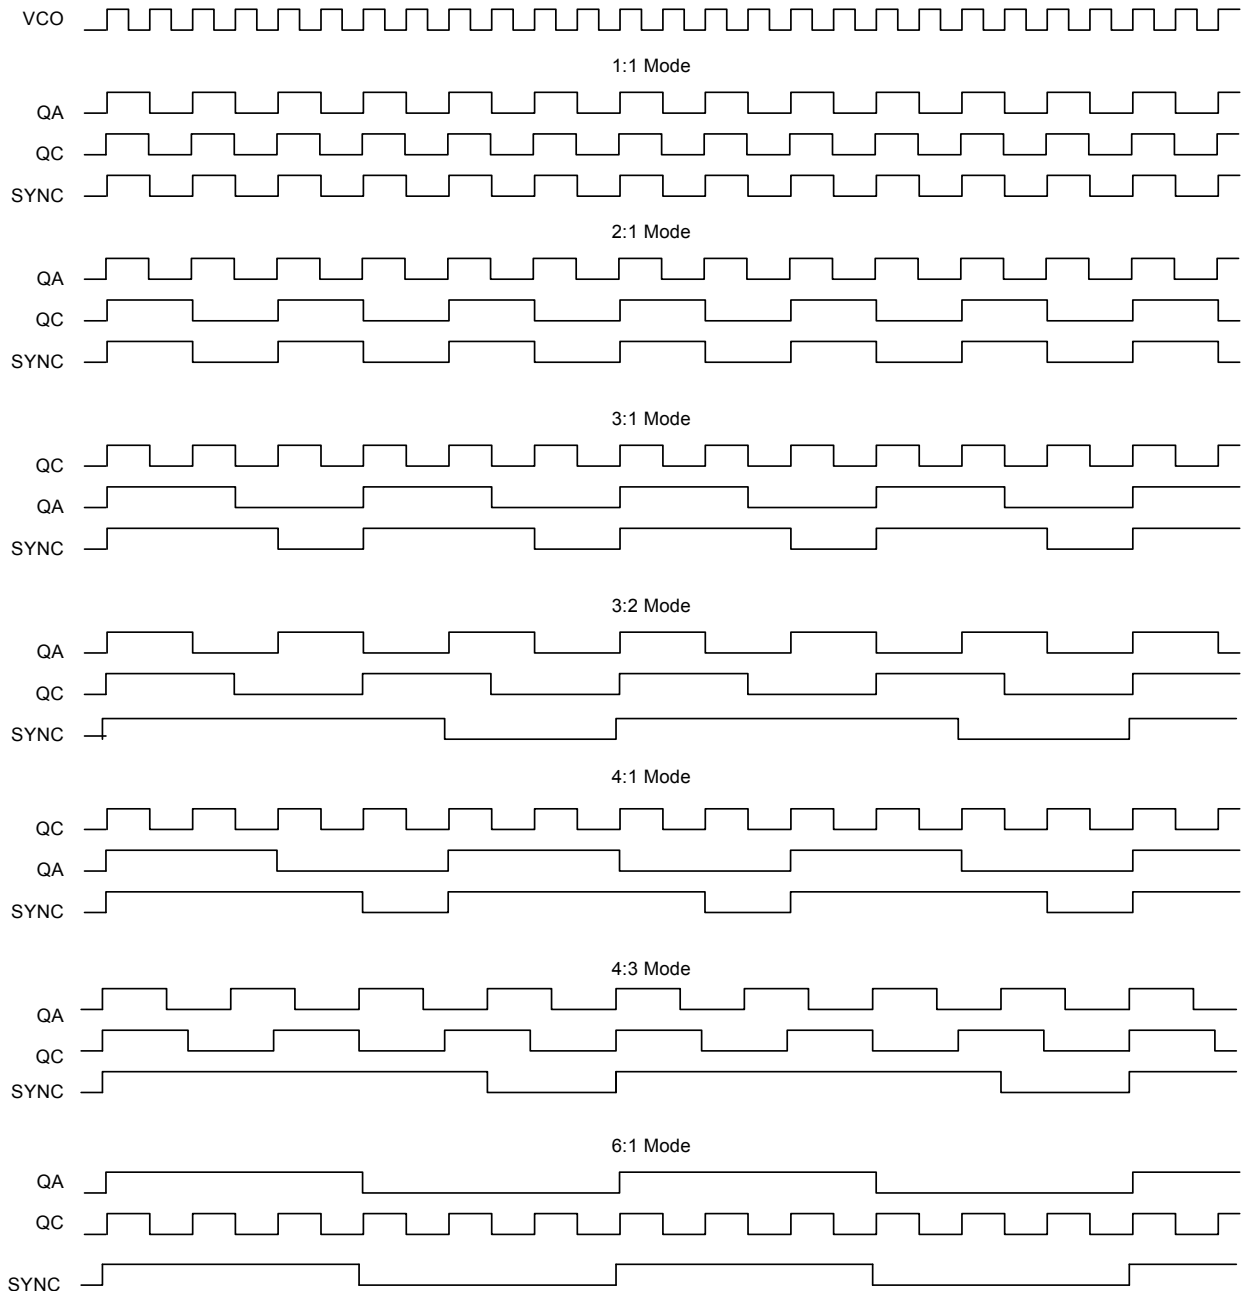 VCO
1:1 Mode
QA
QC
SYNC
2:1 Mode
QA
QC
SYNC
3:1 Mode
QC
QA
SYNC
3:2 Mode
QA
QC
SYNC
4:1 Mode
QC
QA
SYNC
4:3 Mode
QA
QC
SYNC
6:1 Mode
QA
QC
SYNC